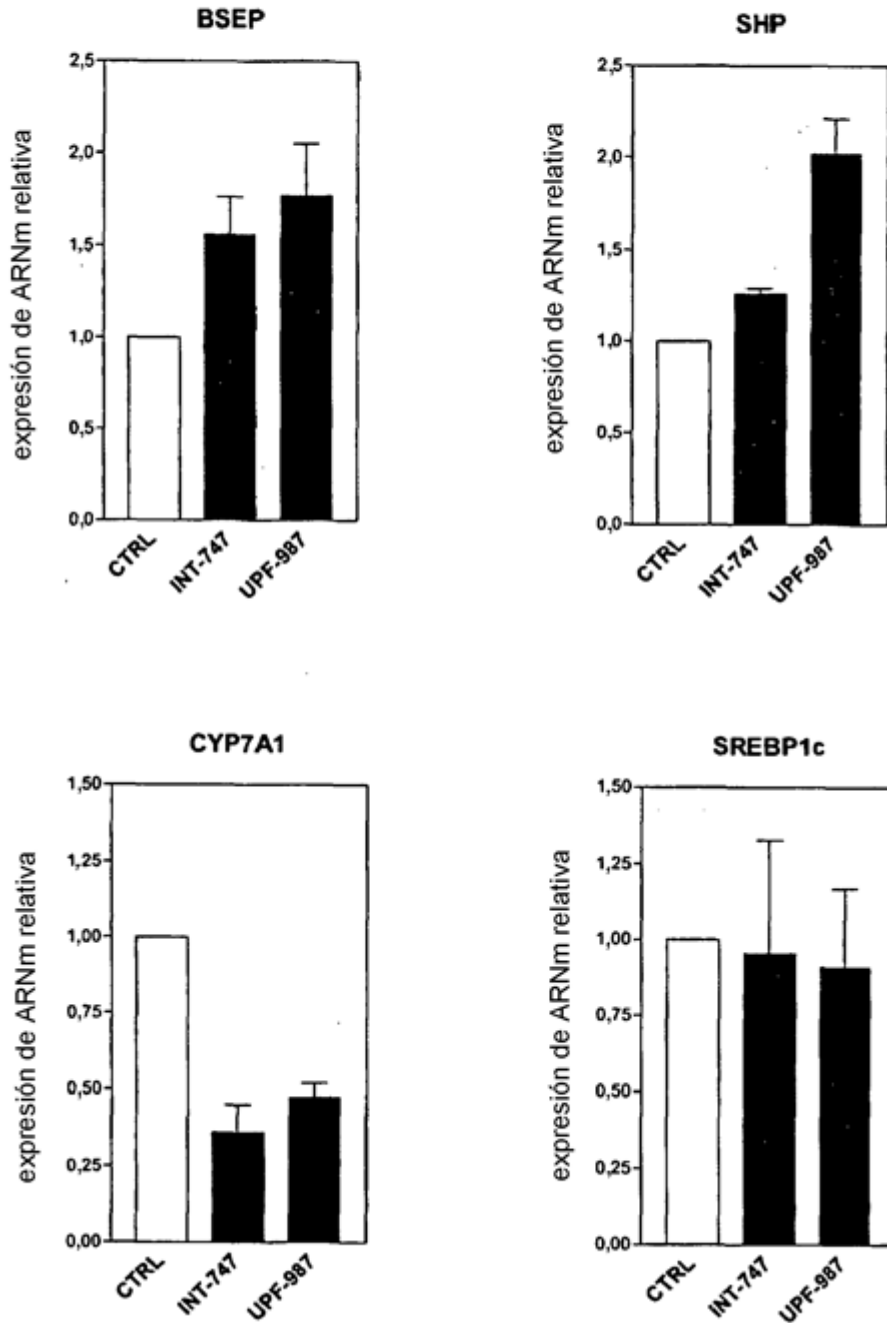 BSEP
expresión de ARNm relativa
2,5
2,0
1,5
1,0
0,5
0,0
CTRL
INT-747
UPF-987
SHP
expresión de ARNm relativa
2,5
2,0
1,5
1,0
0,5
0,0
CTRL
INT-747
UPF-987
CYP7A1
expresión de ARNm relativa
1,50
1,25
1,00
0,75
0,50
0,25
0,00
CTRL
INT-747
UPF-987
SREBP1c
expresión de ARNm relativa
1,50
1,25
1,00
0,75
0,50
0,25
0,00
CTRL
INT-747
UPF-987